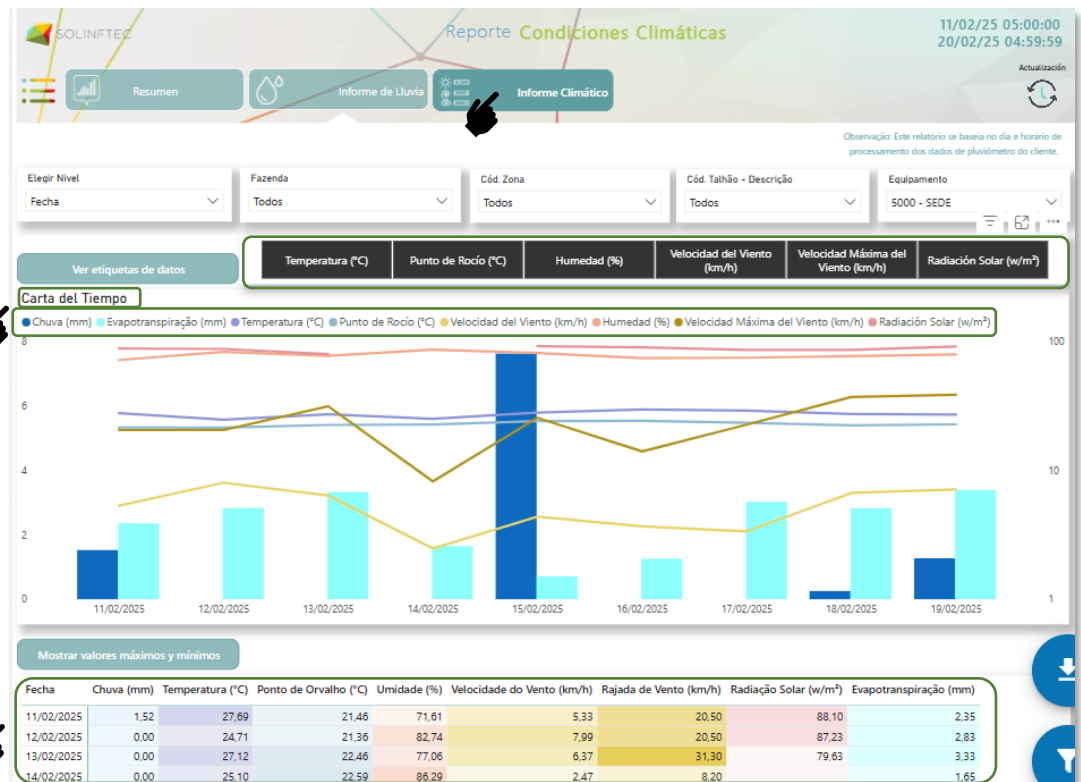 SOLINFTEC
Reporte Condiciones Climáticas
11/02/25 05:00:00
20/02/25 04:59:59
Actualización
Resumen
Informe de Lluvia
Informe Climático
Observação: Este relatório se baseia no dia e horário de
processamento dos dados de pluviômetro do cliente.
Elegir Nivel
Fecha
Fazenda
Todos
Cód. Zona
Todos
Cód. Talhão - Descrição
Todos
Equipamento
5000 - SEDE
Ver etiquetas de datos
Temperatura (°C)
Punto de Rocío (°C)
Humedad (%)
Velocidad del Viento
(km/h)
Velocidad Máxima del
Viento (km/h)
Radiación Solar (w/m²)
Carta del Tiempo
Chuva (mm) Evapotranspiração (mm) Temperatura (°C) Punto de Rocío (°C) Velocidad del Viento (km/h) Humedad (%) Velocidad Máxima del Viento (km/h) Radiación Solar (w/m²)
8 100
6
4 10
2
0 1
11/02/2025 12/02/2025 13/02/2025 14/02/2025 15/02/2025 16/02/2025 17/02/2025 18/02/2025 19/02/2025
Mostrar valores máximos y mínimos
Fecha Chuva (mm) Temperatura (°C) Ponto de Orvalho (°C) Umidade (%) Velocidade do Vento (km/h) Rajada de Vento (km/h) Radiação Solar (w/m²) Evapotranspiração (mm)
11/02/2025 1,52 27,69 21,46 71,61 5,33 20,50 88,10 2,35
12/02/2025 0,00 24,71 21,36 82,74 7,99 20,50 87,23 2,83
13/02/2025 0,00 27,12 22,46 77,06 6,37 31,30 79,63 3,33
14/02/2025 0,00 25,10 22,59 86,29 2,47 8,20 1,65